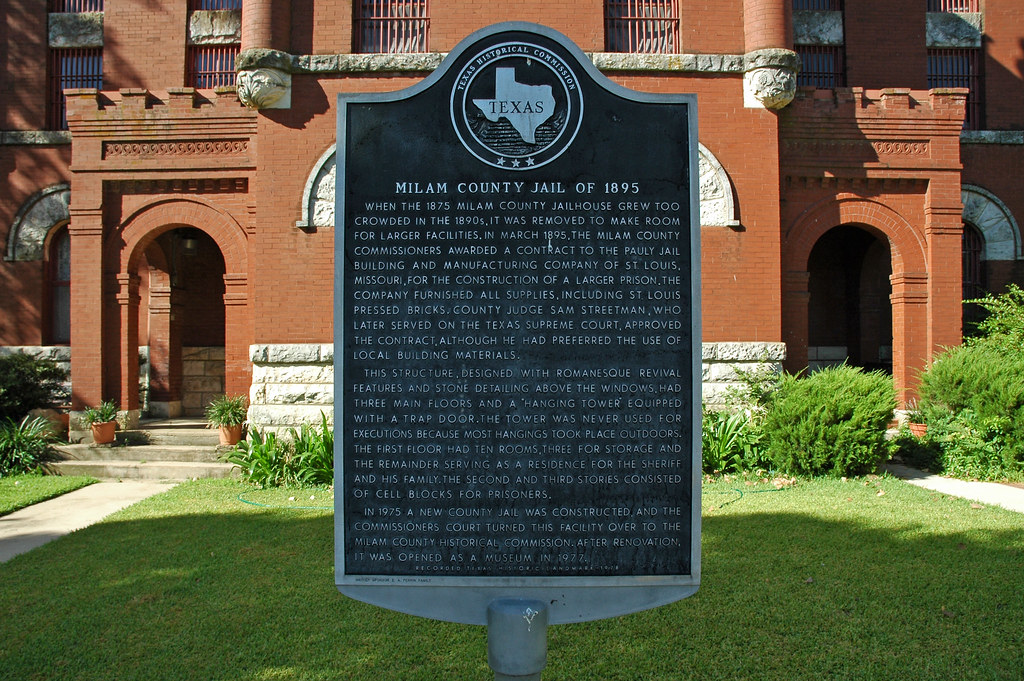 TEXAS HISTORICAL COMMISSION
TEXAS
MILAM COUNTY JAIL OF 1895
WHEN THE 1875 MILAM COUNTY JAILHOUSE GREW TOO
CROWDED IN THE 1890s, IT WAS REMOVED TO MAKE ROOM
FOR LARGER FACILITIES. IN MARCH 1895, THE MILAM COUNTY
COMMISSIONERS AWARDED A CONTRACT TO THE PAULY JAIL
BUILDING AND MANUFACTURING COMPANY OF ST. LOUIS,
MISSOURI, FOR THE CONSTRUCTION OF A LARGER PRISON. THE
COMPANY FURNISHED ALL SUPPLIES, INCLUDING ST. LOUIS
PRESSED BRICKS. COUNTY JUDGE SAM STREETMAN, WHO
LATER SERVED ON THE TEXAS SUPREME COURT, APPROVED
THE CONTRACT, ALTHOUGH HE HAD PREFERRED THE USE OF
LOCAL BUILDING MATERIALS.
THIS STRUCTURE, DESIGNED WITH ROMANESQUE REVIVAL
FEATURES AND STONE DETAILING ABOVE THE WINDOWS, HAD
THREE MAIN FLOORS AND A "HANGING TOWER" EQUIPPED
WITH A TRAP DOOR. THE TOWER WAS NEVER USED FOR
EXECUTIONS BECAUSE MOST HANGINGS TOOK PLACE OUTDOORS.
THE FIRST FLOOR HAD TEN ROOMS, THREE FOR STORAGE AND
THE REMAINDER SERVING AS A RESIDENCE FOR THE SHERIFF
AND HIS FAMILY. THE SECOND AND THIRD STORIES CONSISTED
OF CELL BLOCKS FOR PRISONERS.
IN 1975 A NEW COUNTY JAIL WAS CONSTRUCTED, AND THE
COMMISSIONERS COURT TURNED THIS FACILITY OVER TO THE
MILAM COUNTY HISTORICAL COMMISSION. AFTER RENOVATION,
IT WAS OPENED AS A MUSEUM IN 1977.
RECORDED TEXAS HISTORIC LANDMARK